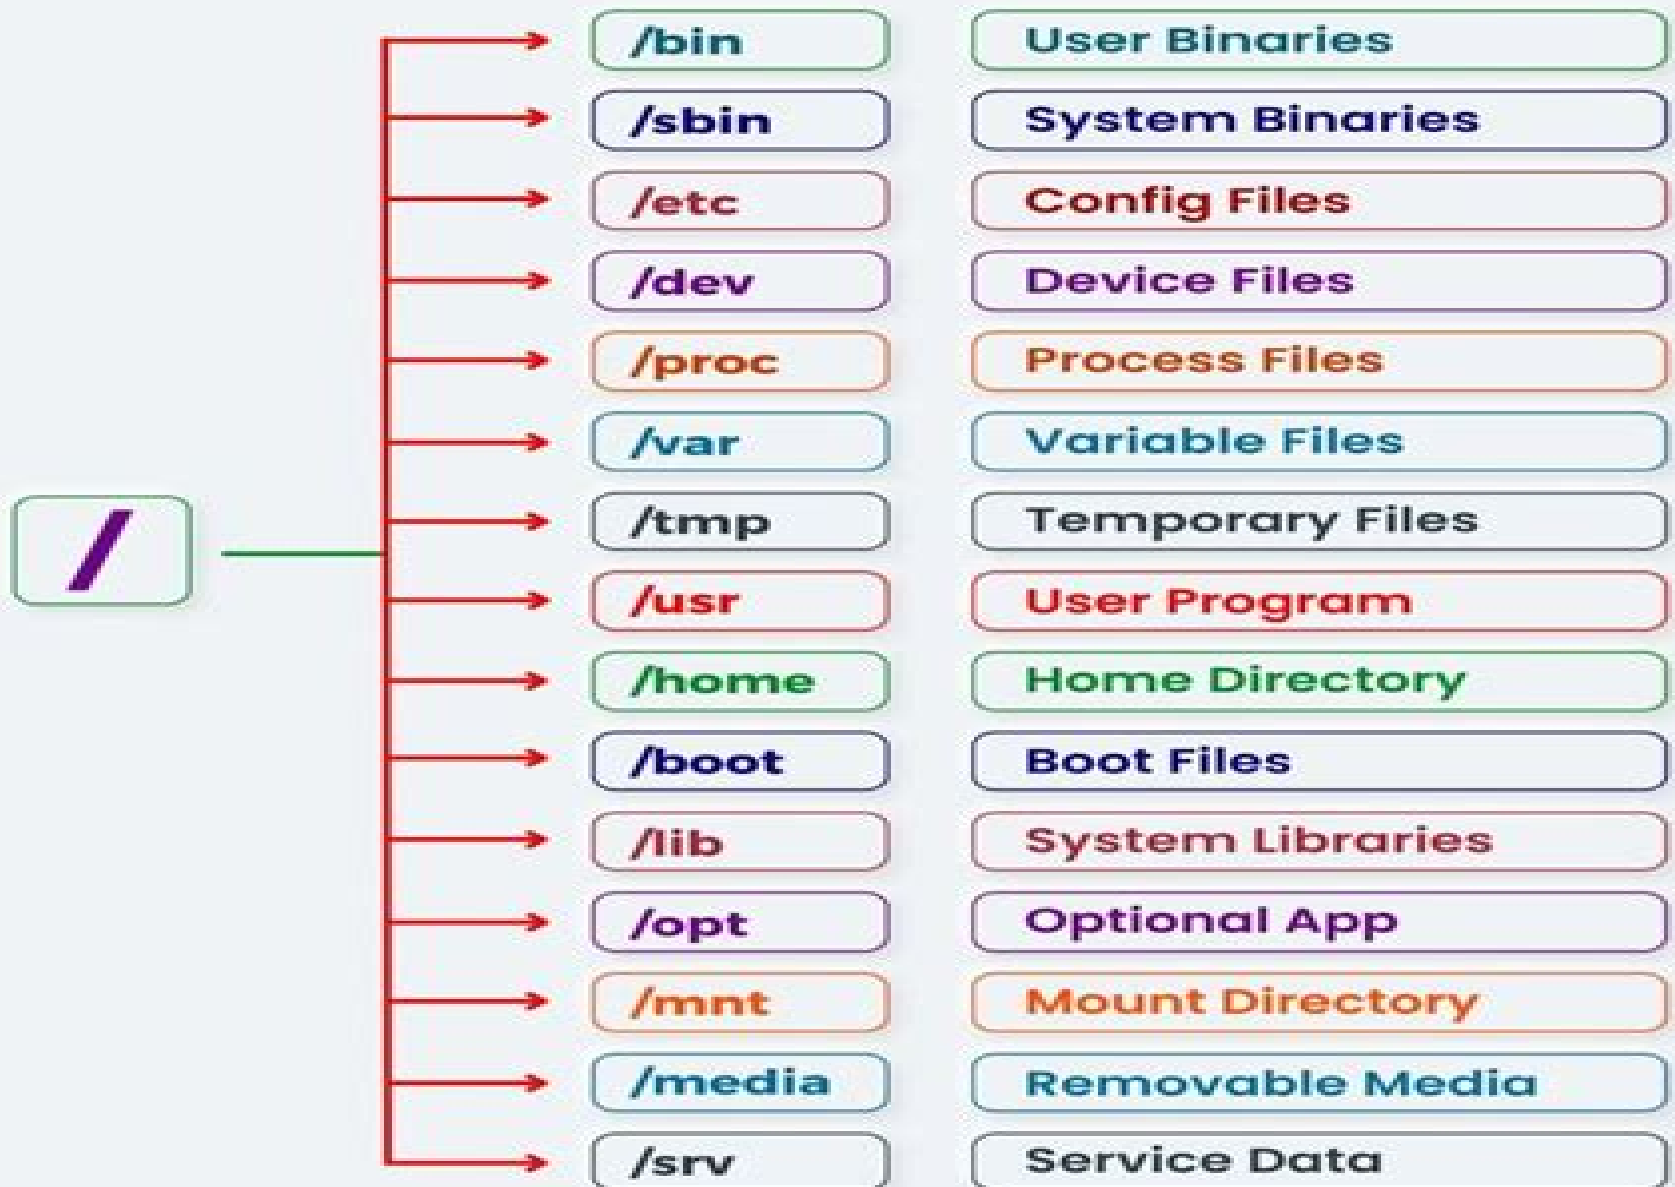 /bin User Binaries
/sbin System Binaries
/etc Config Files
/dev Device Files
/proc Process Files
/var Variable Files
/tmp Temporary Files
/
/usr User Program
/home Home Directory
/boot Boot Files
/lib System Libraries
/opt Optional App
/mnt Mount Directory
/media Removable Media
/srv Service Data